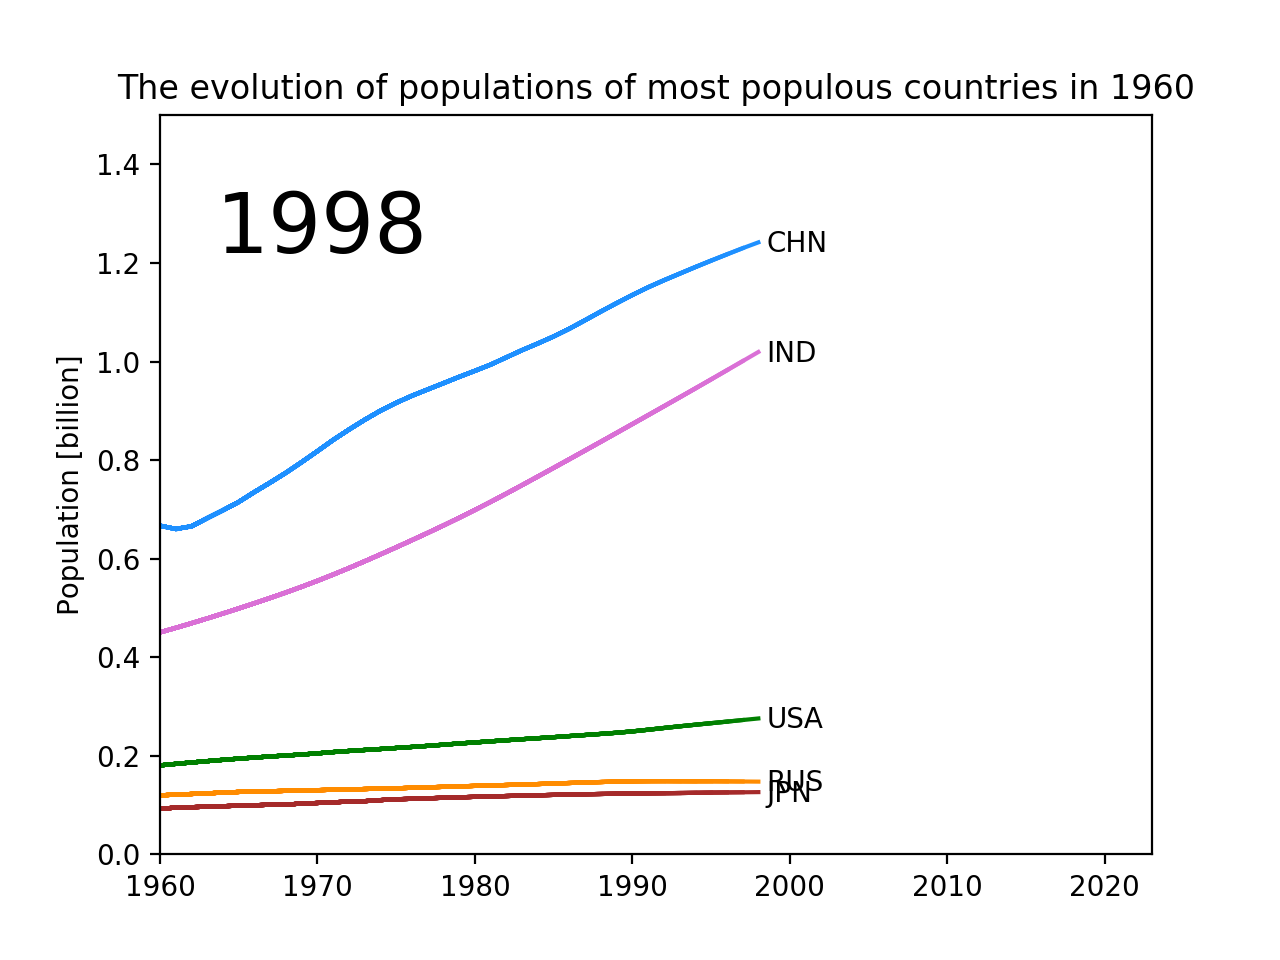 The evolution of populations of most populous countries in 1960
1998
Population [billion]
1.4
1.2
1.0
0.8
0.6
0.4
0.2
0.0
CHN
IND
USA
RUS
JPN
1960 1970 1980 1990 2000 2010 2020